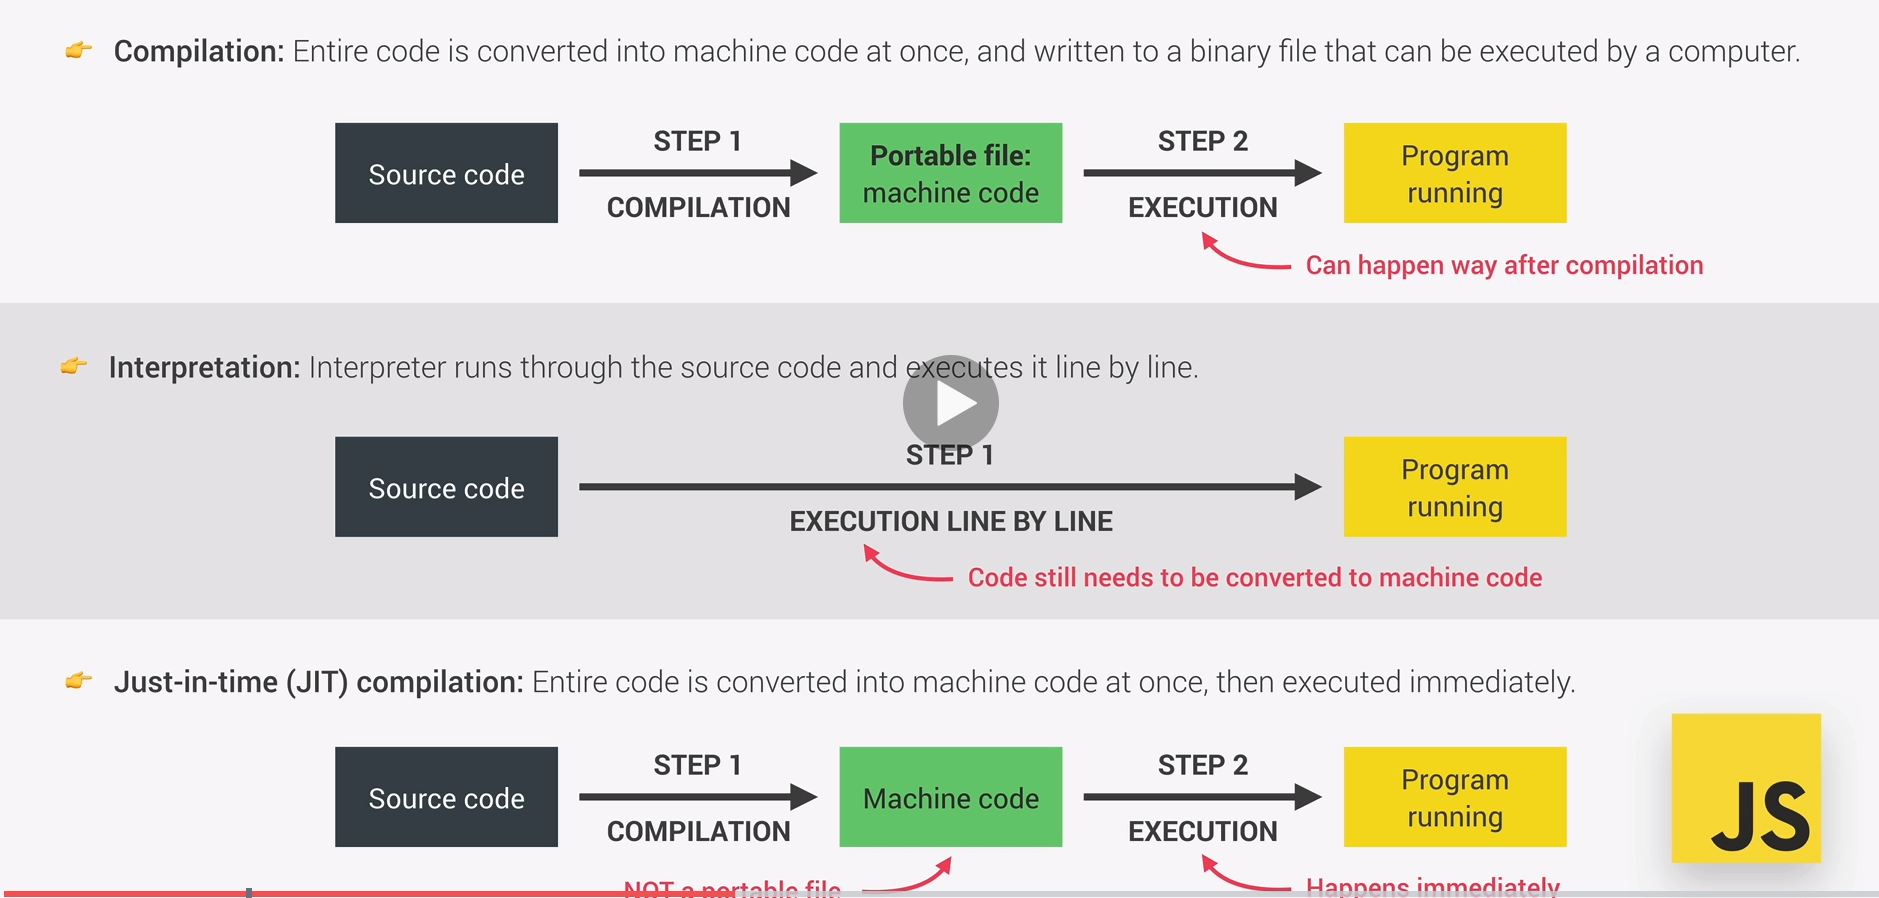 Compilation: Entire code is converted into machine code at once, and written to a binary file that can be executed by a computer.
Source code
STEP 1
COMPILATION
Portable file:
machine code
STEP 2
EXECUTION
Program
running
Can happen way after compilation
Interpretation: Interpreter runs through the source code and executes it line by line.
Source code
STEP 1
EXECUTION LINE BY LINE
Program
running
Code still needs to be converted to machine code
Just-in-time (JIT) compilation: Entire code is converted into machine code at once, then executed immediately.
Source code
STEP 1
COMPILATION
Machine code
STEP 2
EXECUTION
Program
running
JS
NOT a portable file
Happens immediately